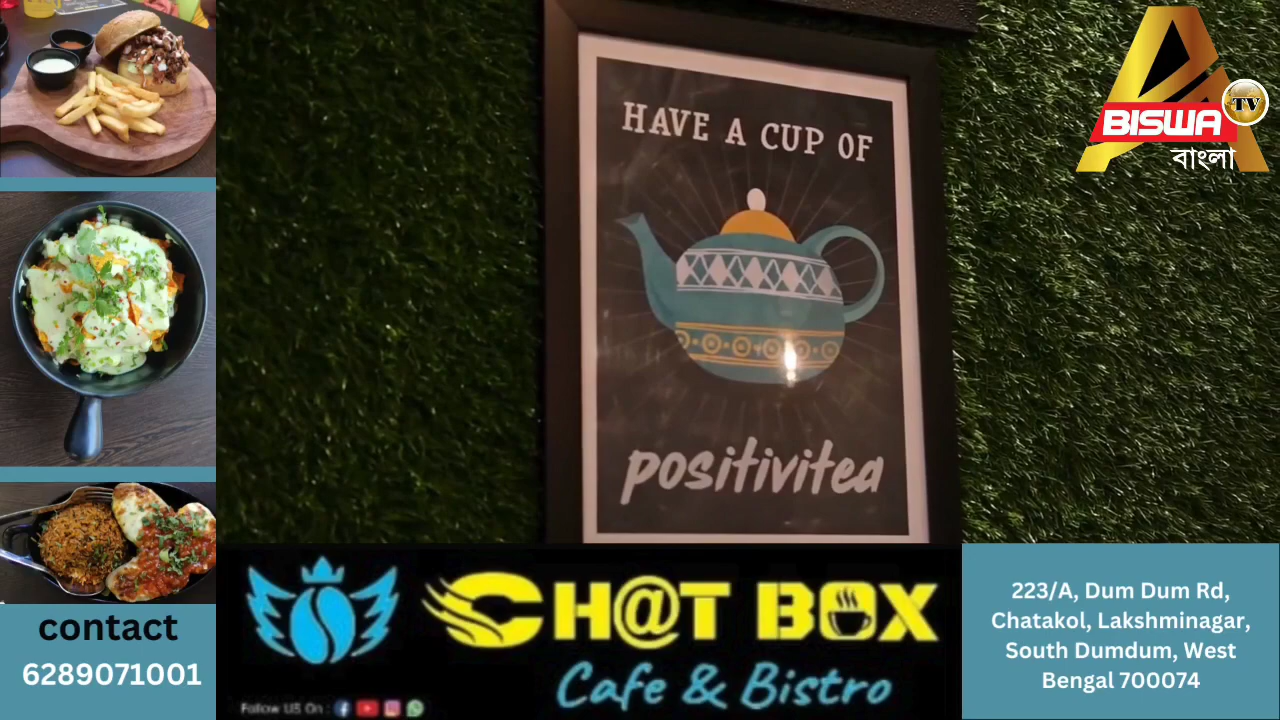 HAVE A CUP OF
positivitea
A
BISWA
TV
বাংলা
contact
6289071001
CH@T BOX
Cafe & Bistro
Follow US On :
223/A, Dum Dum Rd,
Chatakol, Lakshminagar,
South Dumdum, West
Bengal 700074